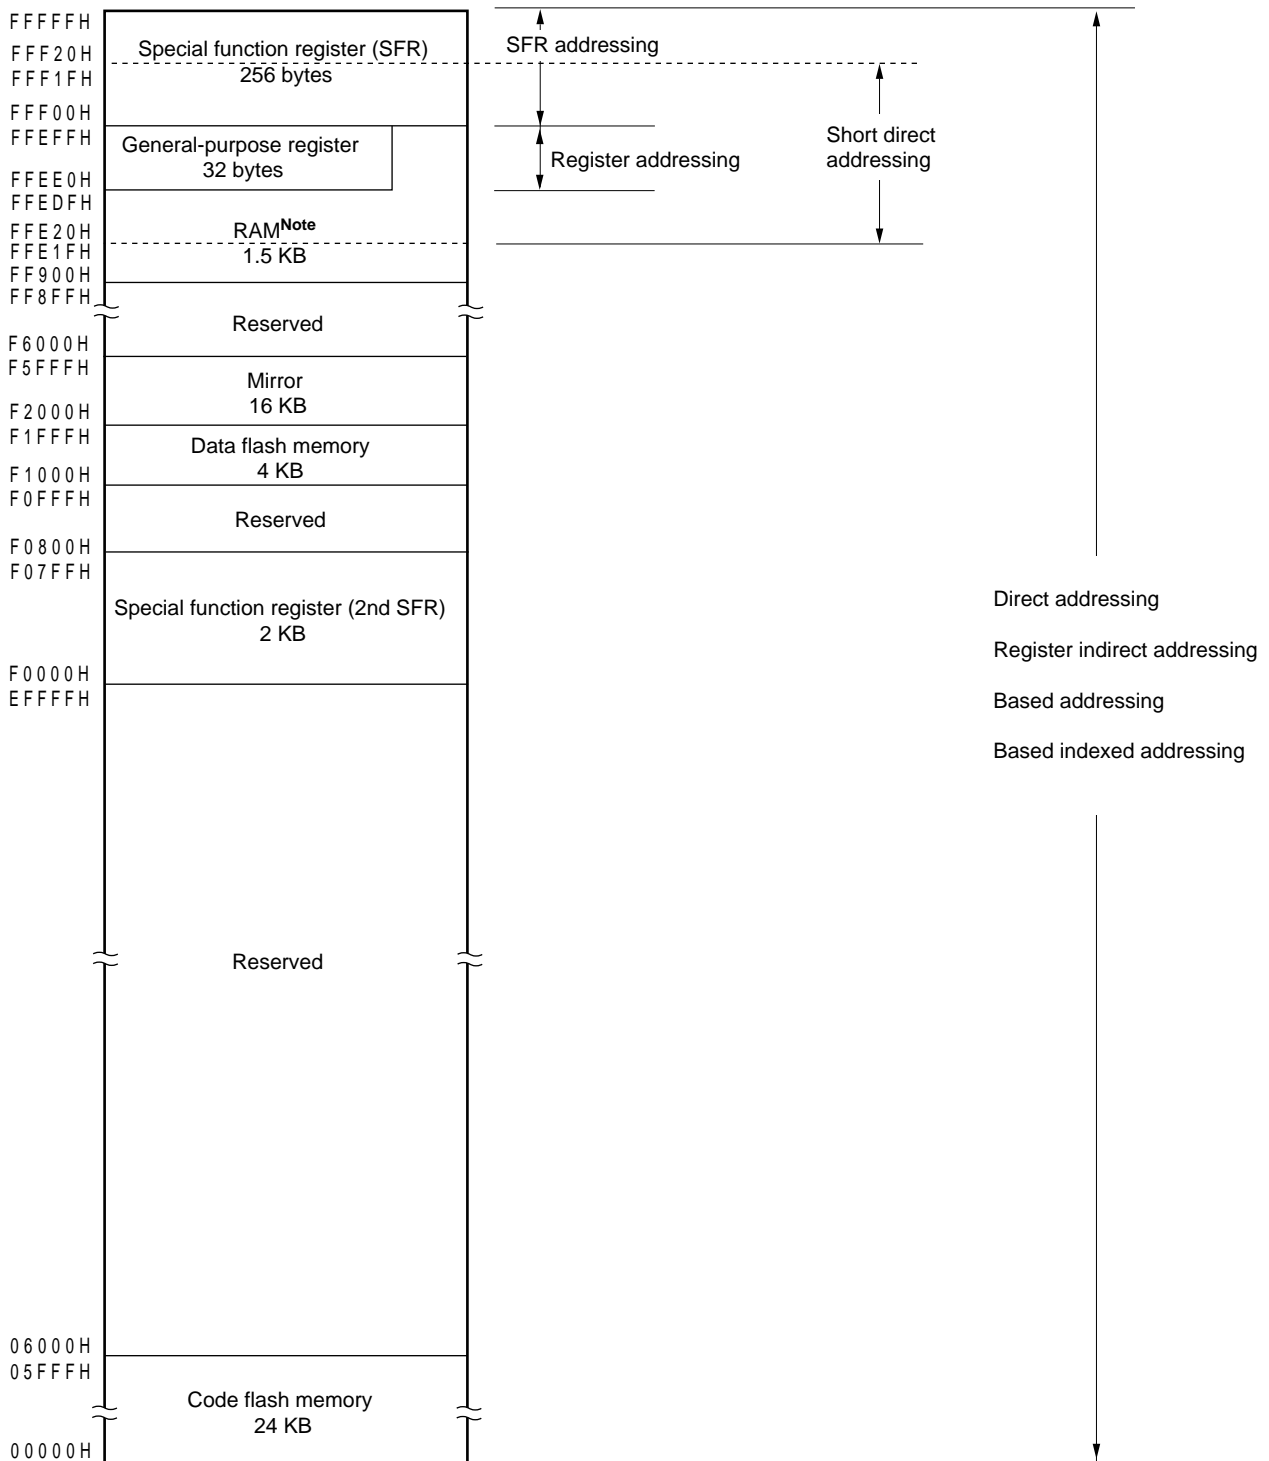 FFFFFH
FFF20H
FFF1FH
FFF00H
FFEFFH
FFEE0H
FFEDFH
FFE20H
FFE1FH
FF900H
FF8FFH
F6000H
F5FFFH
F2000H
F1FFFH
F1000H
F0FFFH
F0800H
F07FFH
F0000H
EFFFFH
06000H
05FFFH
00000H
Special function register (SFR)
256 bytes
General-purpose register
32 bytes
RAMNote
1.5 KB
Reserved
Mirror
16 KB
Data flash memory
4 KB
Reserved
Special function register (2nd SFR)
2 KB
Reserved
Code flash memory
24 KB
SFR addressing
Register addressing
Short direct
addressing
Direct addressing
Register indirect addressing
Based addressing
Based indexed addressing